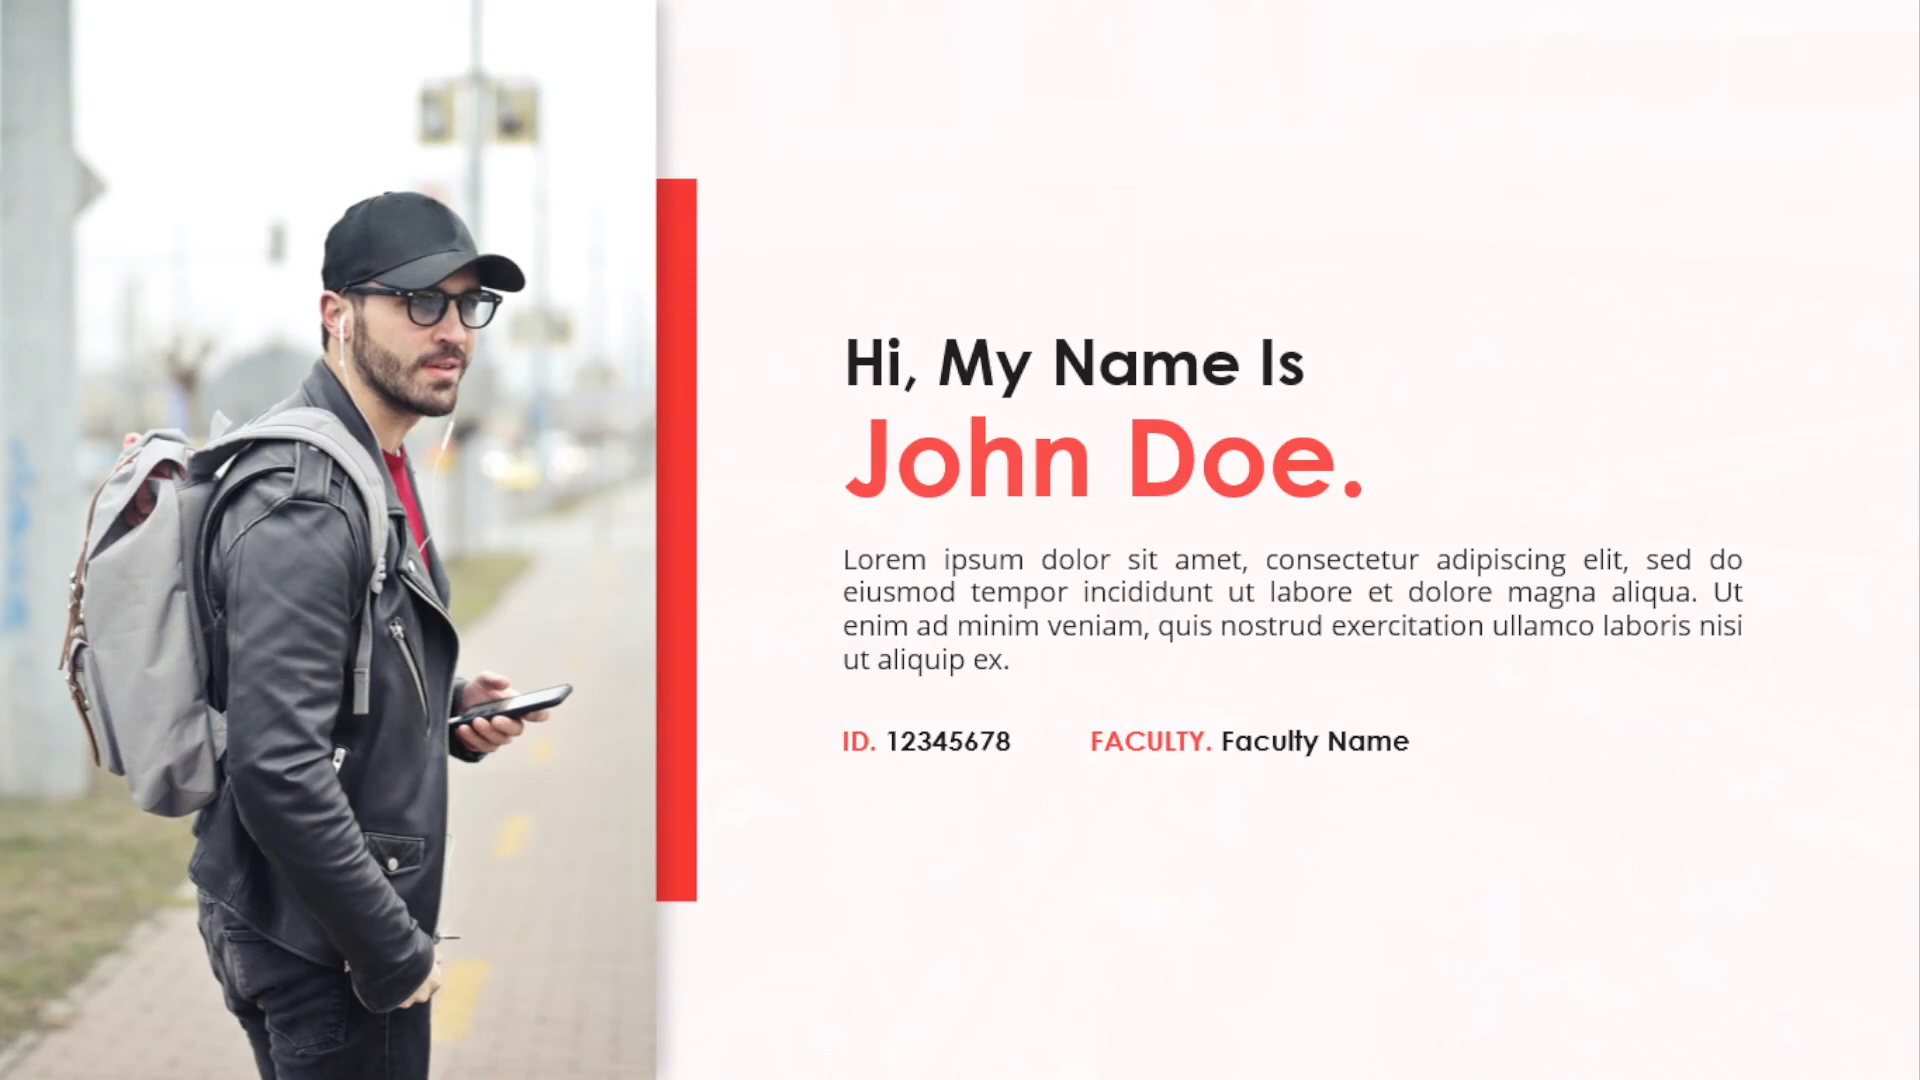 Hi, My Name Is
John Doe.
Lorem ipsum dolor sit amet, consectetur adipiscing elit, sed do
eiusmod tempor incididunt ut labore et dolore magna aliqua. Ut
enim ad minim veniam, quis nostrud exercitation ullamco laboris nisi
ut aliquip ex.
ID. 12345678 FACULTY. Faculty Name